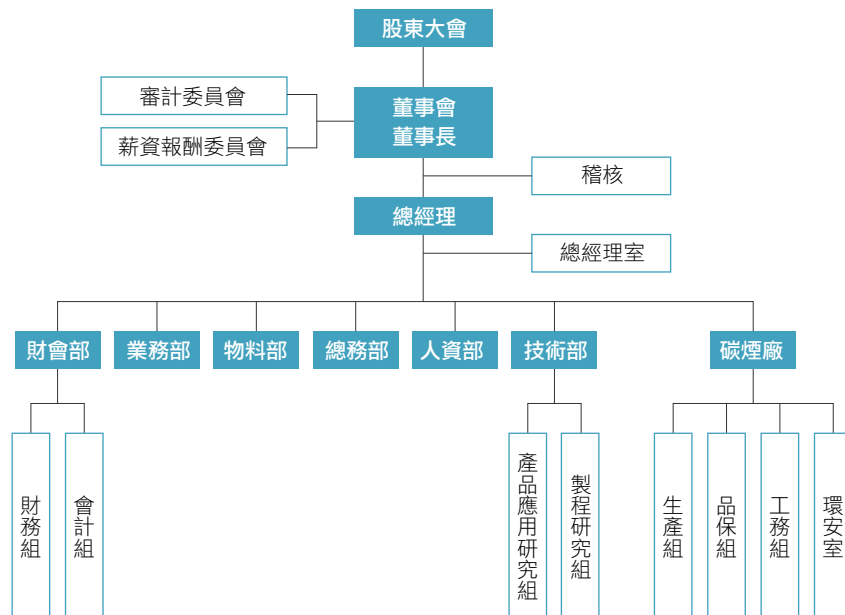 股東大會
審計委員會
董事會
董事長
薪資報酬委員會
稽核
總經理
總經理室
財會部
業務部
物料部
總務部
人資部
技術部
碳煙廠
財務組
會計組
產品應用研究組
製程研究組
生產組
品保組
工務組
環安室